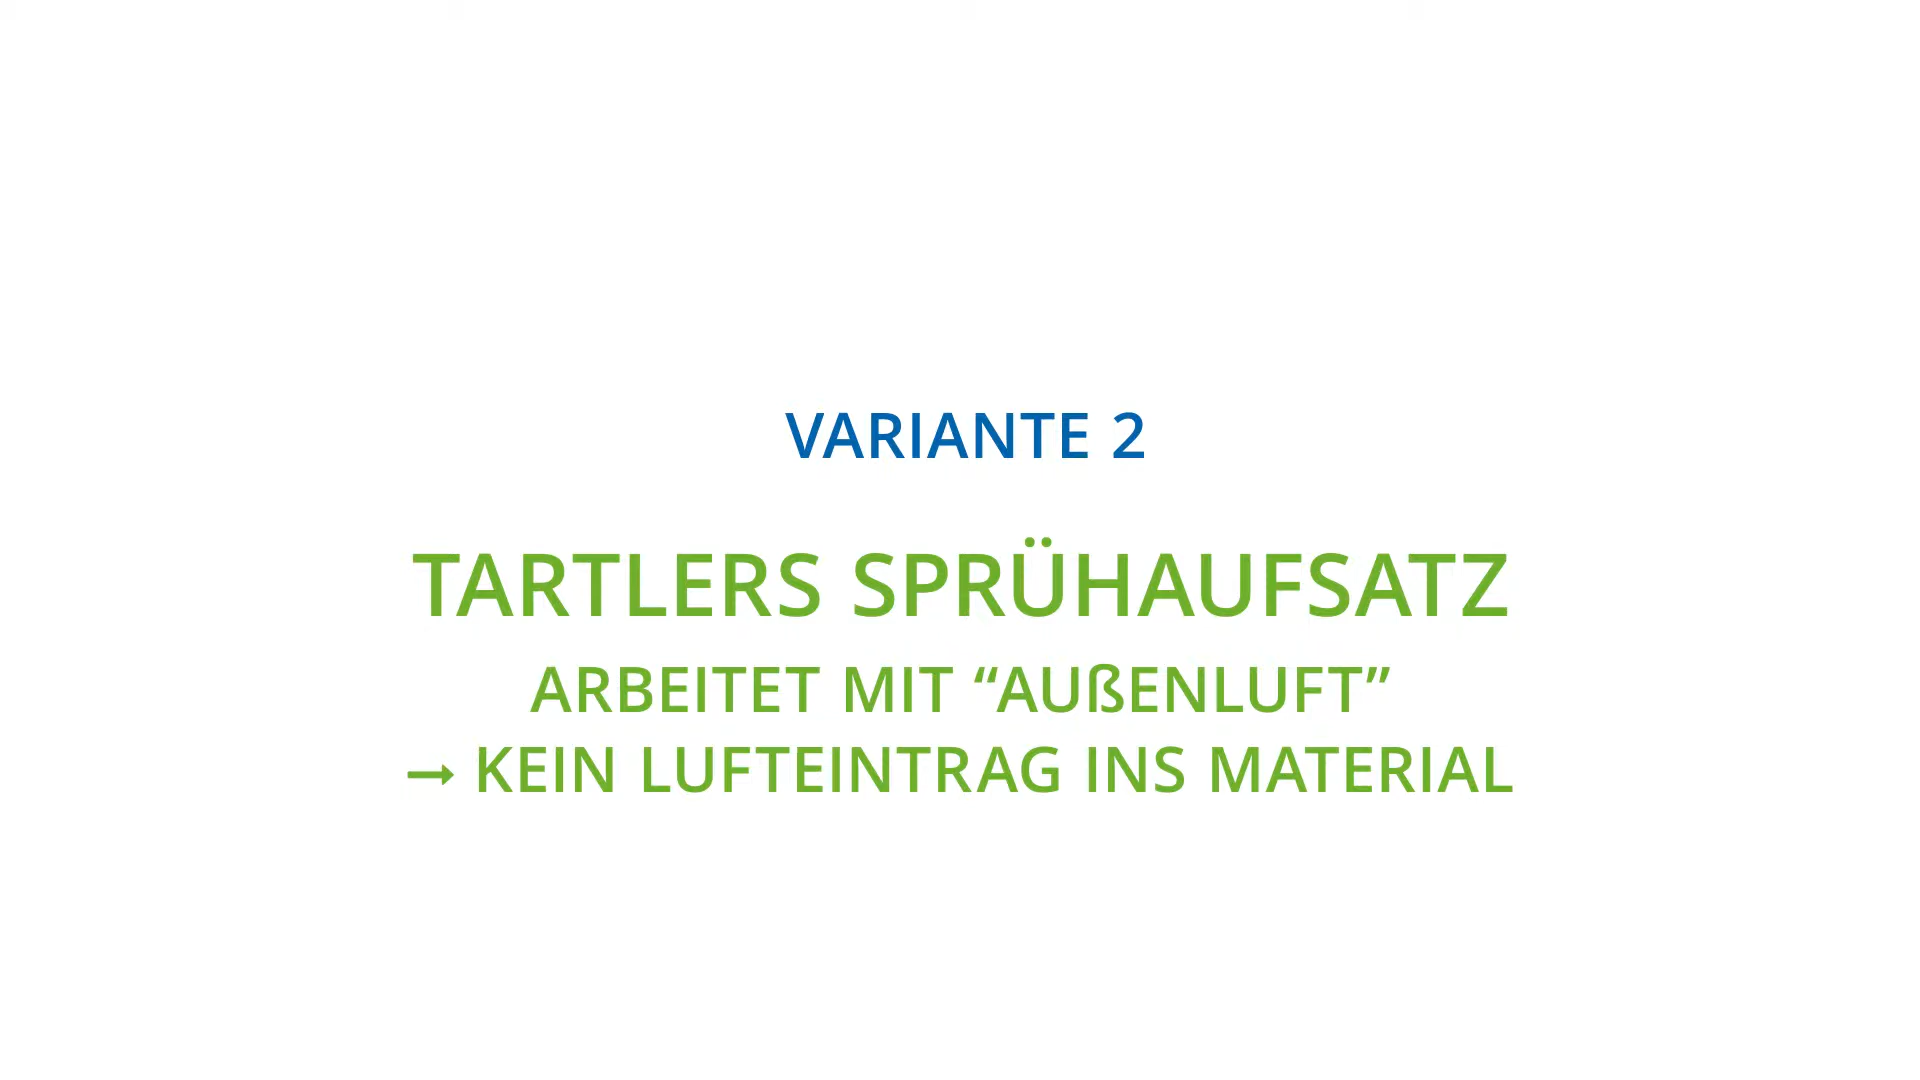 VARIANTE 2
TARTLERS SPRÜHAUFSATZ
ARBEITET MIT “AUßENLUFT”
→ KEIN LUFTEINTRAG INS MATERIAL